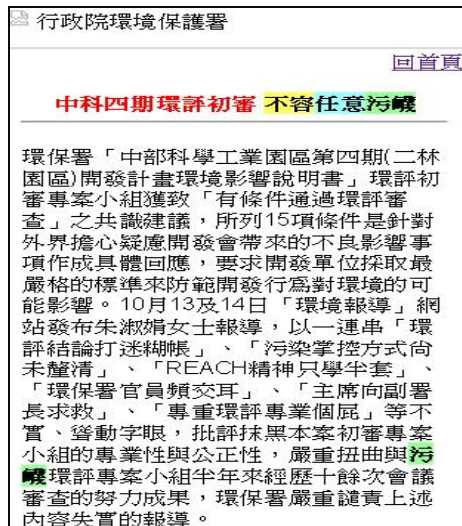 行政院環境保護署
回首頁
中科四期環評初審 不容任意污衊
環保署「中部科學工業園區第四期(二林
園區)開發計畫環境影響說明書」環評初
審專案小組獲致「有條件通過環評審
查」之共識建議，所列15項條件是針對
外界擔心疑慮開發會帶來的不良影響事
項作成具體回應，要求開發單位採取最
嚴格的標準來防範開發行為對環境的可
能影響。10月13及14日「環境報導」網
站發布朱淑娟女士報導，以一連串「環
評結論打迷糊帳」、「污染掌控方式尚
未釐清」、「REACH精神只學半套」、
「環保署官員頻交耳」、「主席向副署
長求救」、「專重環評專業個屁」等不
實、聳動字眼，批評抹黑本案初審專案
小組的專業性與公正性，嚴重扭曲與污
衊環評專案小組半年來經歷十餘次會議
審查的努力成果，環保署嚴重譴責上述
內容失實的報導。